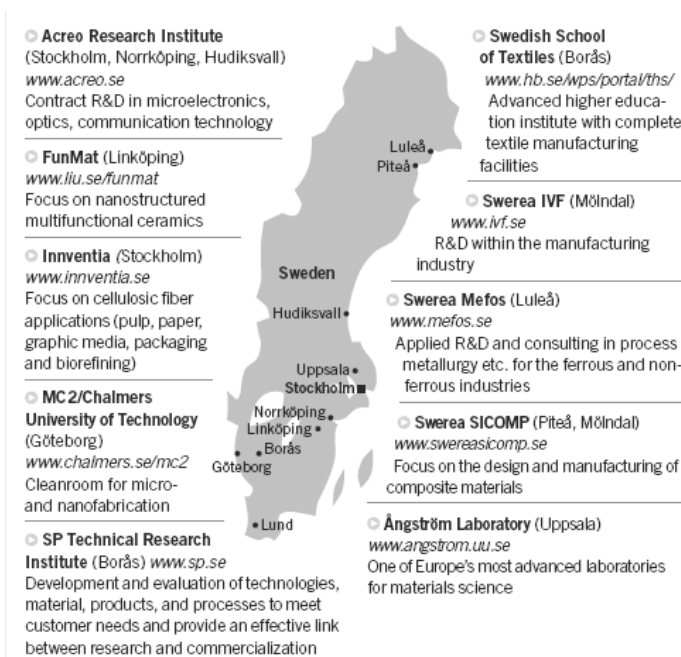 Acreo Research Institute
(Stockholm, Norrköping, Hudiksvall)
www.acreo.se
Contract R&D in microelectronics,
optics, communication technology
FunMat (Linköping)
www.liu.se/funmat
Focus on nanostructured
multifunctional ceramics
Innventia (Stockholm)
www.innventia.se
Focus on cellulosic fiber
applications (pulp, paper,
graphic media, packaging
and biorefining)
MC2/Chalmers
University of Technology
(Göteborg)
www.chalmers.se/mc2
Cleanroom for micro-
and nanofabrication
SP Technical Research
Institute (Borås) www.sp.se
Development and evaluation of technologies,
material, products, and processes to meet
customer needs and provide an effective link
between research and commercialization
Luleå
Piteå
Sweden
Hudiksvall
Uppsala
Stockholm
Norrköping
Linköping
Borås
Göteborg
Lund
Swedish School
of Textiles (Borås)
www.hb.se/wps/portal/ths/
Advanced higher educa-
tion institute with complete
textile manufacturing
facilities
Swerea IVF (Mölndal)
www.ivf.se
R&D within the manufacturing
industry
Swerea Mefos (Luleå)
www.mefos.se
Applied R&D and consulting in process
metallurgy etc. for the ferrous and non-
ferrous industries
Swerea SICOMP (Piteå, Mölndal)
www.swereasicomp.se
Focus on the design and manufacturing of
composite materials
Ångström Laboratory (Uppsala)
www.angstrom.uu.se
One of Europe's most advanced laboratories
for materials science